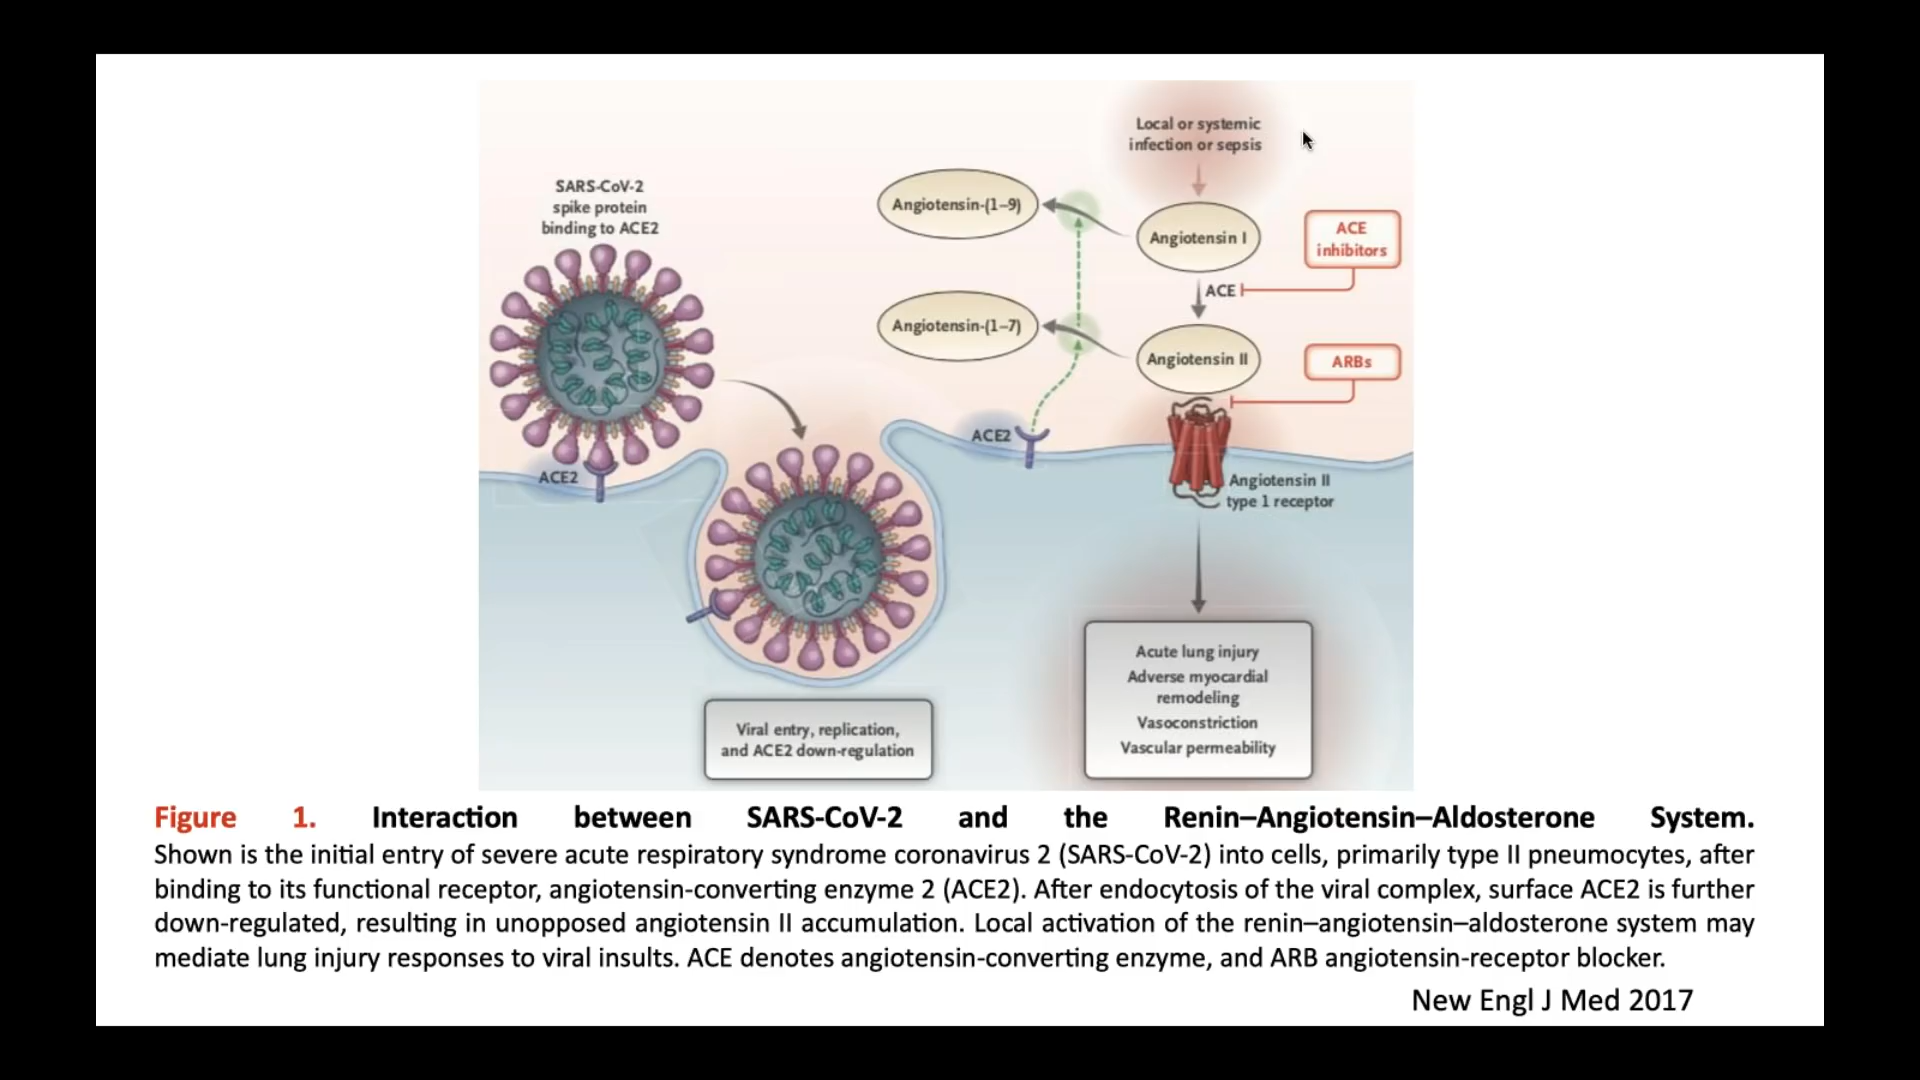 Local or systemic
infection or sepsis
SARS-CoV-2
spike protein
binding to ACE2
Angiotensin-(1–9)
Angiotensin I
ACE
inhibitors
ACE
Angiotensin-(1–7)
Angiotensin II
ARBs
ACE2
ACE2
Angiotensin II
type 1 receptor
Acute lung injury
Adverse myocardial
remodeling
Vasoconstriction
Vascular permeability
Viral entry, replication,
and ACE2 down-regulation
Figure 1. Interaction between SARS-CoV-2 and the Renin–Angiotensin–Aldosterone System.
Shown is the initial entry of severe acute respiratory syndrome coronavirus 2 (SARS-CoV-2) into cells, primarily type II pneumocytes, after
binding to its functional receptor, angiotensin-converting enzyme 2 (ACE2). After endocytosis of the viral complex, surface ACE2 is further
down-regulated, resulting in unopposed angiotensin II accumulation. Local activation of the renin–angiotensin–aldosterone system may
mediate lung injury responses to viral insults. ACE denotes angiotensin-converting enzyme, and ARB angiotensin-receptor blocker.
New Engl J Med 2017